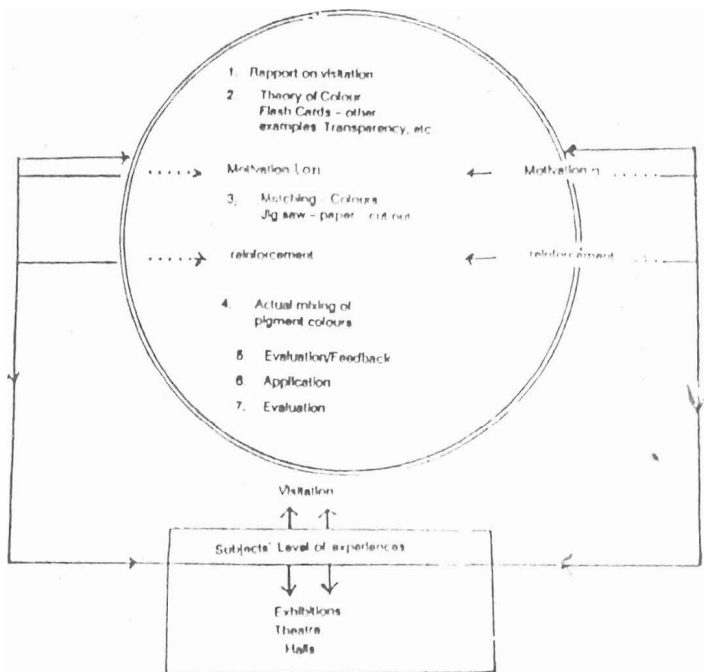 1. Rapport on visitation
2. Theory of Colour
Flash Cards - other
examples Transparency, etc.
Motivation
Motivation
3. Matching - Colours
Jig saw - paper - cut out
reinforcement
reinforcement
4. Actual mixing of
pigment colours
5 Evaluation/Feedback
6. Application
7. Evaluation
Visitation
Subjects' Level of experiences
Exhibitions
Theatre
Halls